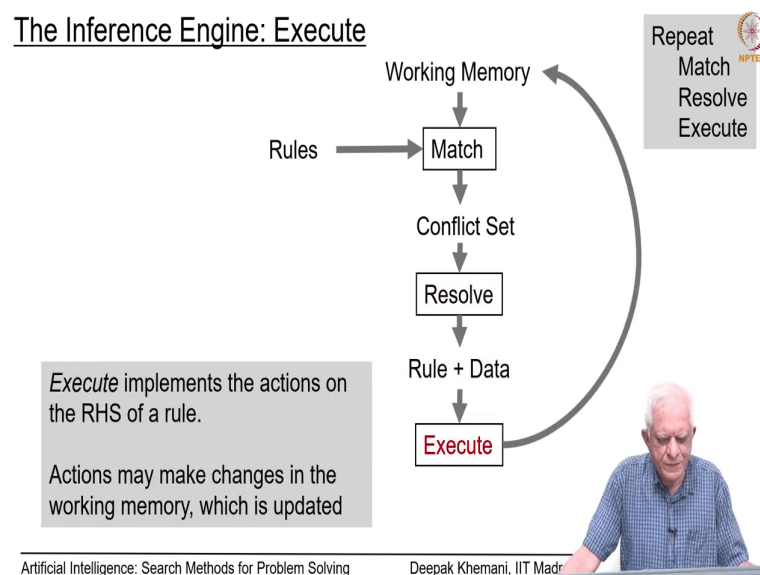 The Inference Engine: Execute
Repeat
Match
Resolve
Execute
NPTE
Working Memory
Rules
Match
Conflict Set
Resolve
Rule + Data
Execute
Execute implements the actions on
the RHS of a rule.
Actions may make changes in the
working memory, which is updated
Artificial Intelligence: Search Methods for Problem Solving
Deepak Khemani, IIT Madr